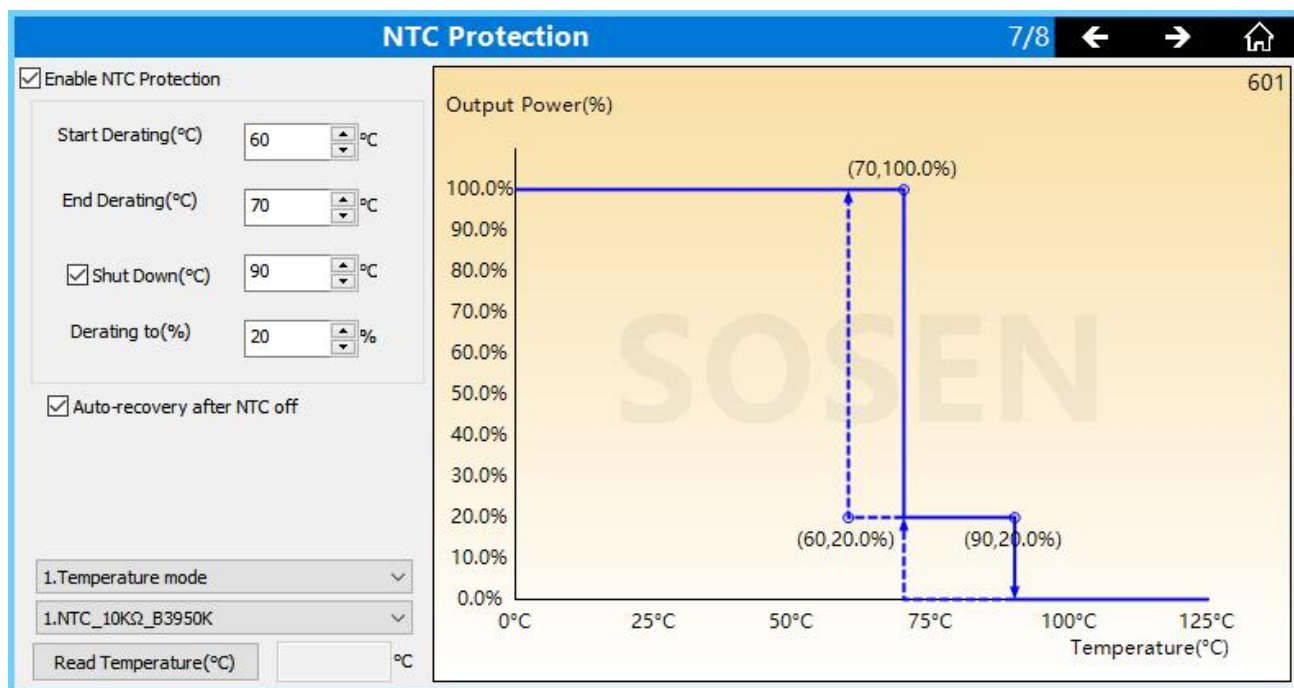 NTC Protection
7/8
Enable NTC Protection
Start Derating(°C) 60 °C
End Derating(°C) 70 °C
Shut Down(°C) 90 °C
Derating to(%) 20 %
Auto-recovery after NTC off
1.Temperature mode
1.NTC_10KΩ_B3950K
Read Temperature(°C) °C
601
Output Power(%)
(70,100.0%)
100.0%
90.0%
80.0%
70.0%
60.0%
50.0%
40.0%
30.0%
20.0%
10.0%
0.0%
SOSEN
(60,20.0%) (90,20.0%)
0°C 25°C 50°C 75°C 100°C 125°C
Temperature(°C)